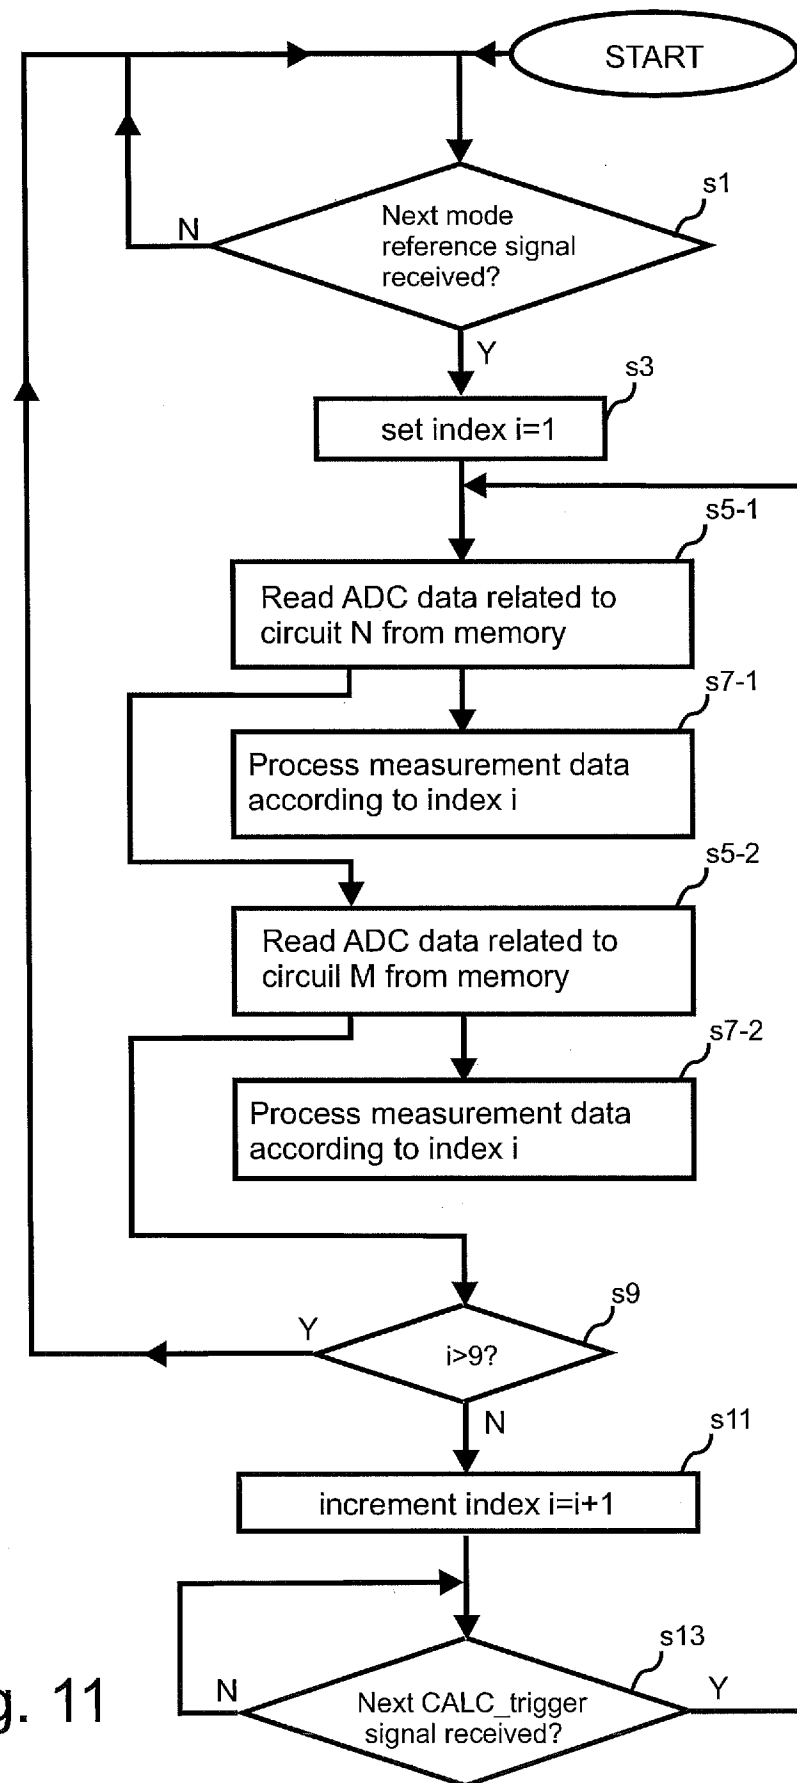 START
s1
Next mode
reference signal
received?
N
Y
s3
set index i=1
s5-1
Read ADC data related to
circuit N from memory
s7-1
Process measurement data
according to index i
s5-2
Read ADC data related to
circuil M from memory
s7-2
Process measurement data
according to index i
s9
Y
i>9?
N
s11
increment index i=i+1
s13
N
Next CALC_trigger
signal received?
Y
g. 11